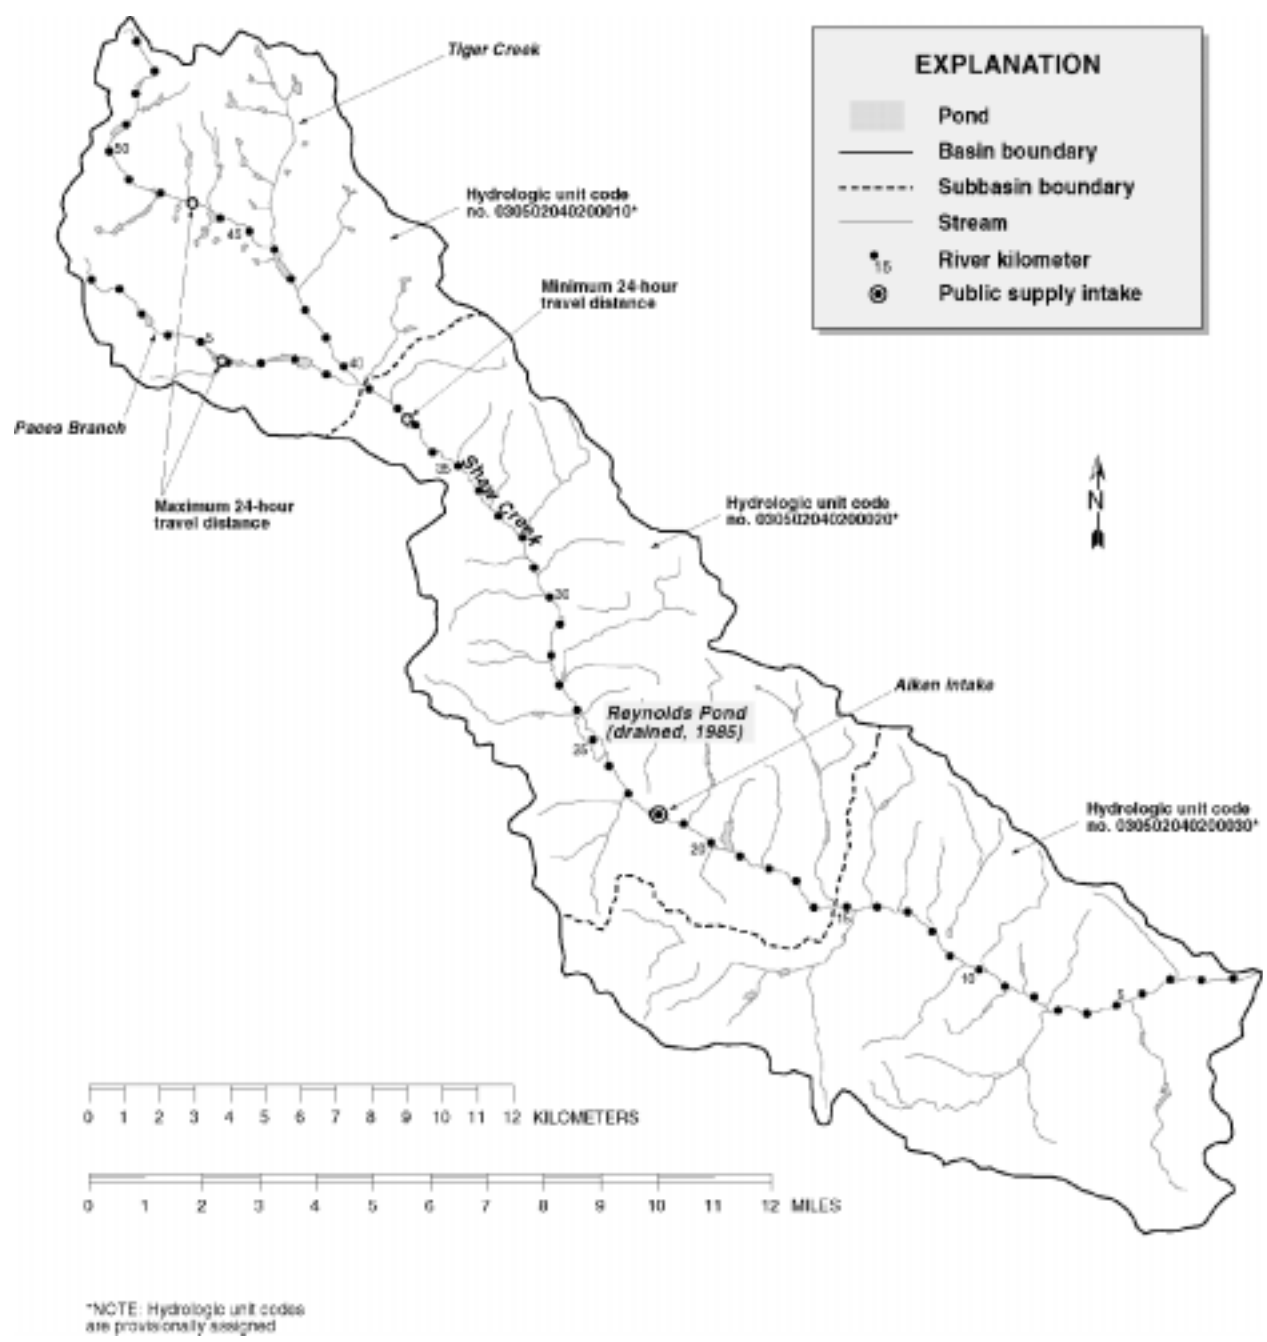 Tiger Creek
EXPLANATION
Pond
Basin boundary
Subbasin boundary
Stream
15
River kilometer
Public supply intake
50
Hydrologic unit code
no. 030502040200010*
45
Minimum 24-hour
travel distance
5
40
Paces Branch
35
Shaw Creek
Maximum 24-hour
travel distance
Hydrologic unit code
no. 030502040200020*
N
30
Aiken Intake
Reynolds Pond
(drained, 1985)
25
Hydrologic unit code
no. 030502040200030*
20
15
10
5
0 1 2 3 4 5 6 7 8 9 10 11 12 KILOMETERS
0 1 2 3 4 5 6 7 8 9 10 11 12 MILES
*NOTE: Hydrologic unit codes
are provisionally assigned